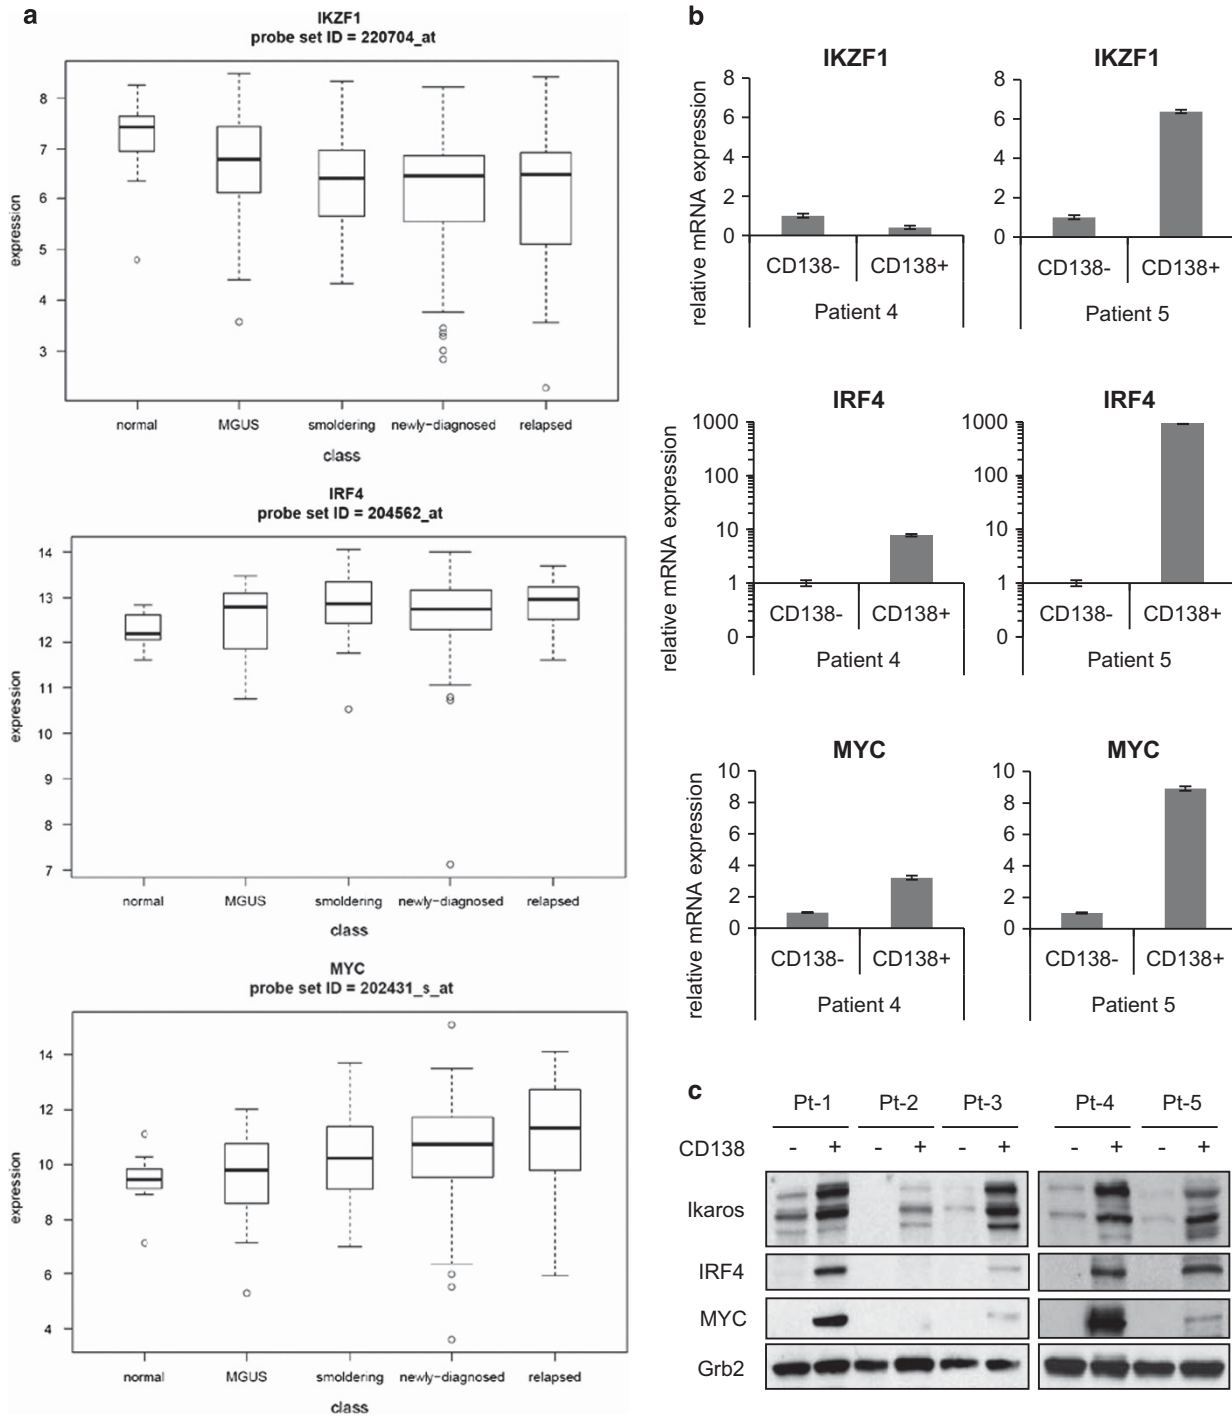 a
IKZF1
probe set ID = 220704_at
expression
8
7
6
5
4
3
normal MGUS smoldering newly-diagnosed relapsed
class
IRF4
probe set ID = 204562_at
expression
14
13
12
11
10
9
8
7
normal MGUS smoldering newly-diagnosed relapsed
class
MYC
probe set ID = 202431_s_at
expression
14
12
10
8
6
4
normal MGUS smoldering newly-diagnosed relapsed
class
b
IKZF1
relative mRNA expression
8
6
4
2
0
CD138- CD138+
Patient 4
IKZF1
8
6
4
2
0
CD138- CD138+
Patient 5
IRF4
relative mRNA expression
1000
100
10
1
0
CD138- CD138+
Patient 4
IRF4
1000
100
10
1
0
CD138- CD138+
Patient 5
MYC
relative mRNA expression
10
8
6
4
2
0
CD138- CD138+
Patient 4
MYC
10
8
6
4
2
0
CD138- CD138+
Patient 5
c
Pt-1 Pt-2 Pt-3 Pt-4 Pt-5
CD138 - + - + - + - + - +
Ikaros
IRF4
MYC
Grb2